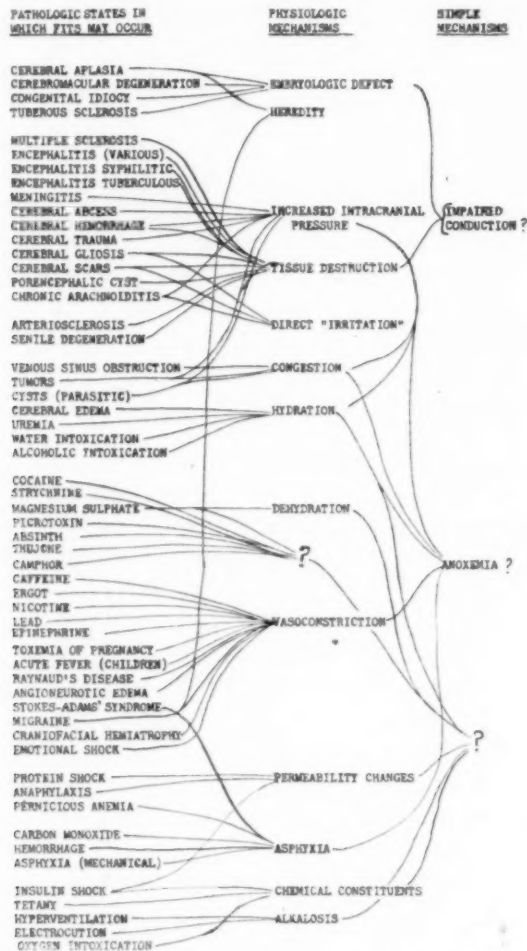 PATHOLOGIC STATES IN
WHICH FITS MAY OCCUR
PHYSIOLOGIC
MECHANISMS
SIMPLE
MECHANISMS
CEREBRAL APLASIA
CEREBROMACULAR DEGENERATION
CONGENITAL IDIOCY
TUBEROUS SCLEROSIS
MULTIPLE SCLEROSIS
ENCEPHALITIS (VARIOUS)
ENCEPHALITIS SYPHILITIC
ENCEPHALITIS TUBERCULOUS
MENINGITIS
CEREBRAL ABCESS
CEREBRAL HEMORRHAGE
CEREBRAL TRAUMA
CEREBRAL GLIOSIS
CEREBRAL SCARS
PORENCEPHALIC CYST
CHRONIC ARACHNOIDITIS
ARTERIOSCLEROSIS
SENILE DEGENERATION
VENOUS SINUS OBSTRUCTION
TUMORS
CYSTS (PARASITIC)
CEREBRAL EDEMA
UREMIA
WATER INTOXICATION
ALCOHOLIC INTOXICATION
COCAINE
STRYCHNINE
MAGNESIUM SULPHATE
PICROTOXIN
ABSINTH
THUJONE
CAMPHOR
CAFFEINE
ERGOT
NICOTINE
LEAD
EPINEPHRINE
TOXEMIA OF PREGNANCY
ACUTE FEVER (CHILDREN)
RAYNAUD'S DISEASE
ANGIONEUROTIC EDEMA
STOKES-ADAMS' SYNDROME
MIGRAINE
CRANIOFACIAL HEMIATROPHY
EMOTIONAL SHOCK
PROTEIN SHOCK
ANAPHYLAXIS
PERNICIOUS ANEMIA
CARBON MONOXIDE
HEMORRHAGE
ASPHYXIA (MECHANICAL)
INSULIN SHOCK
TETANY
HYPERVENTILATION
ELECTROCUTION
OXYGEN INTOXICATION
EMBRYOLOGIC DEFECT
HEREDITY
INCREASED INTRACRANIAL
PRESSURE
TISSUE DESTRUCTION
DIRECT "IRRITATION"
CONGESTION
HYDRATION
DEHYDRATION
?
VASOCONSTRICTION
PERMEABILITY CHANGES
ASPHYXIA
CHEMICAL CONSTITUENTS
ALKALOSIS
IMPAIRED
CONDUCTION ?
ANOXEMIA ?
?